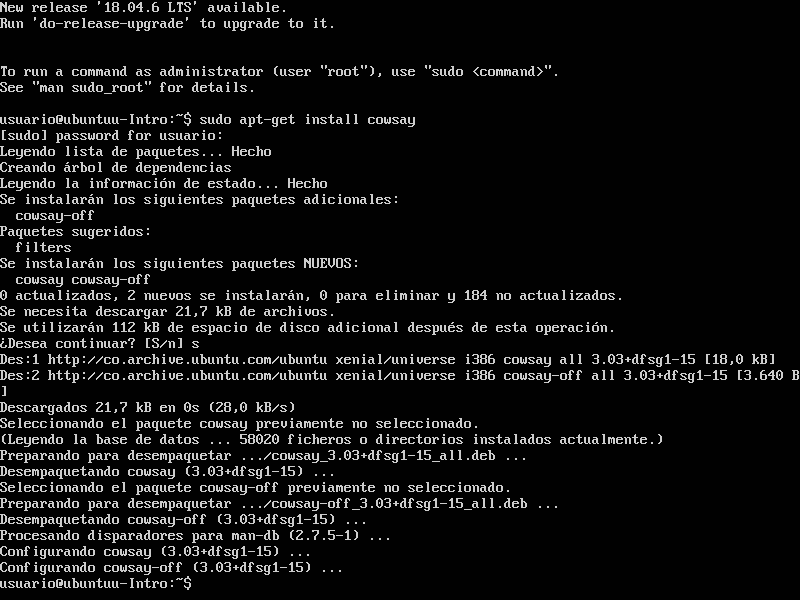 New release '18.04.6 LTS' available.
Run 'do-release-upgrade' to upgrade to it.
To run a command as administrator (user "root"), use "sudo <command>".
See "man sudo_root" for details.
usuario@ubuntuu-Intro:~$ sudo apt-get install cowsay
[sudo] password for usuario:
Leyendo lista de paquetes... Hecho
Creando árbol de dependencias
Leyendo la información de estado... Hecho
Se instalarán los siguientes paquetes adicionales:
  cowsay-off
Paquetes sugeridos:
  filters
Se instalarán los siguientes paquetes NUEVOS:
  cowsay cowsay-off
0 actualizados, 2 nuevos se instalarán, 0 para eliminar y 184 no actualizados.
Se necesita descargar 21,7 kB de archivos.
Se utilizarán 112 kB de espacio de disco adicional después de esta operación.
¿Desea continuar? [S/n] s
Des:1 http://co.archive.ubuntu.com/ubuntu xenial/universe i386 cowsay all 3.03+dfsg1-15 [18,0 kB]
Des:2 http://co.archive.ubuntu.com/ubuntu xenial/universe i386 cowsay-off all 3.03+dfsg1-15 [3.640 B
]
Descargados 21,7 kB en 0s (28,0 kB/s)
Seleccionando el paquete cowsay previamente no seleccionado.
(Leyendo la base de datos ... 58020 ficheros o directorios instalados actualmente.)
Preparando para desempaquetar .../cowsay_3.03+dfsg1-15_all.deb ...
Desempaquetando cowsay (3.03+dfsg1-15) ...
Seleccionando el paquete cowsay-off previamente no seleccionado.
Preparando para desempaquetar .../cowsay-off_3.03+dfsg1-15_all.deb ...
Desempaquetando cowsay-off (3.03+dfsg1-15) ...
Procesando disparadores para man-db (2.7.5-1) ...
Configurando cowsay (3.03+dfsg1-15) ...
Configurando cowsay-off (3.03+dfsg1-15) ...
usuario@ubuntuu-Intro:~$